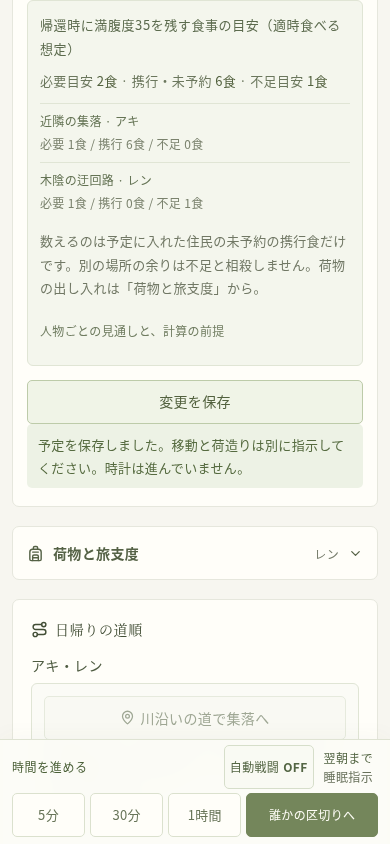 帰還時に満腹度35を残す食事の目安（適時食べる
想定）
必要目安 2食 · 携行・未予約 6食 · 不足目安 1食
近隣の集落 · アキ
必要 1食 / 携行 6食 / 不足 0食
木陰の迂回路 · レン
必要 1食 / 携行 0食 / 不足 1食
数えるのは予定に入れた住民の未予約の携行食だけ
です。別の場所の余りは不足と相殺しません。荷物
の出し入れは「荷物と旅支度」から。
人物ごとの見通しと、計算の前提
変更を保存
予定を保存しました。移動と荷造りは別に指示して
ください。時計は進んでいません。
荷物と旅支度 レン
日帰りの道順
アキ・レン
川沿いの道で集落へ
時間を進める 自動戦闘 OFF 翌朝まで
睡眠指示
5分 30分 1時間 誰かの区切りへ